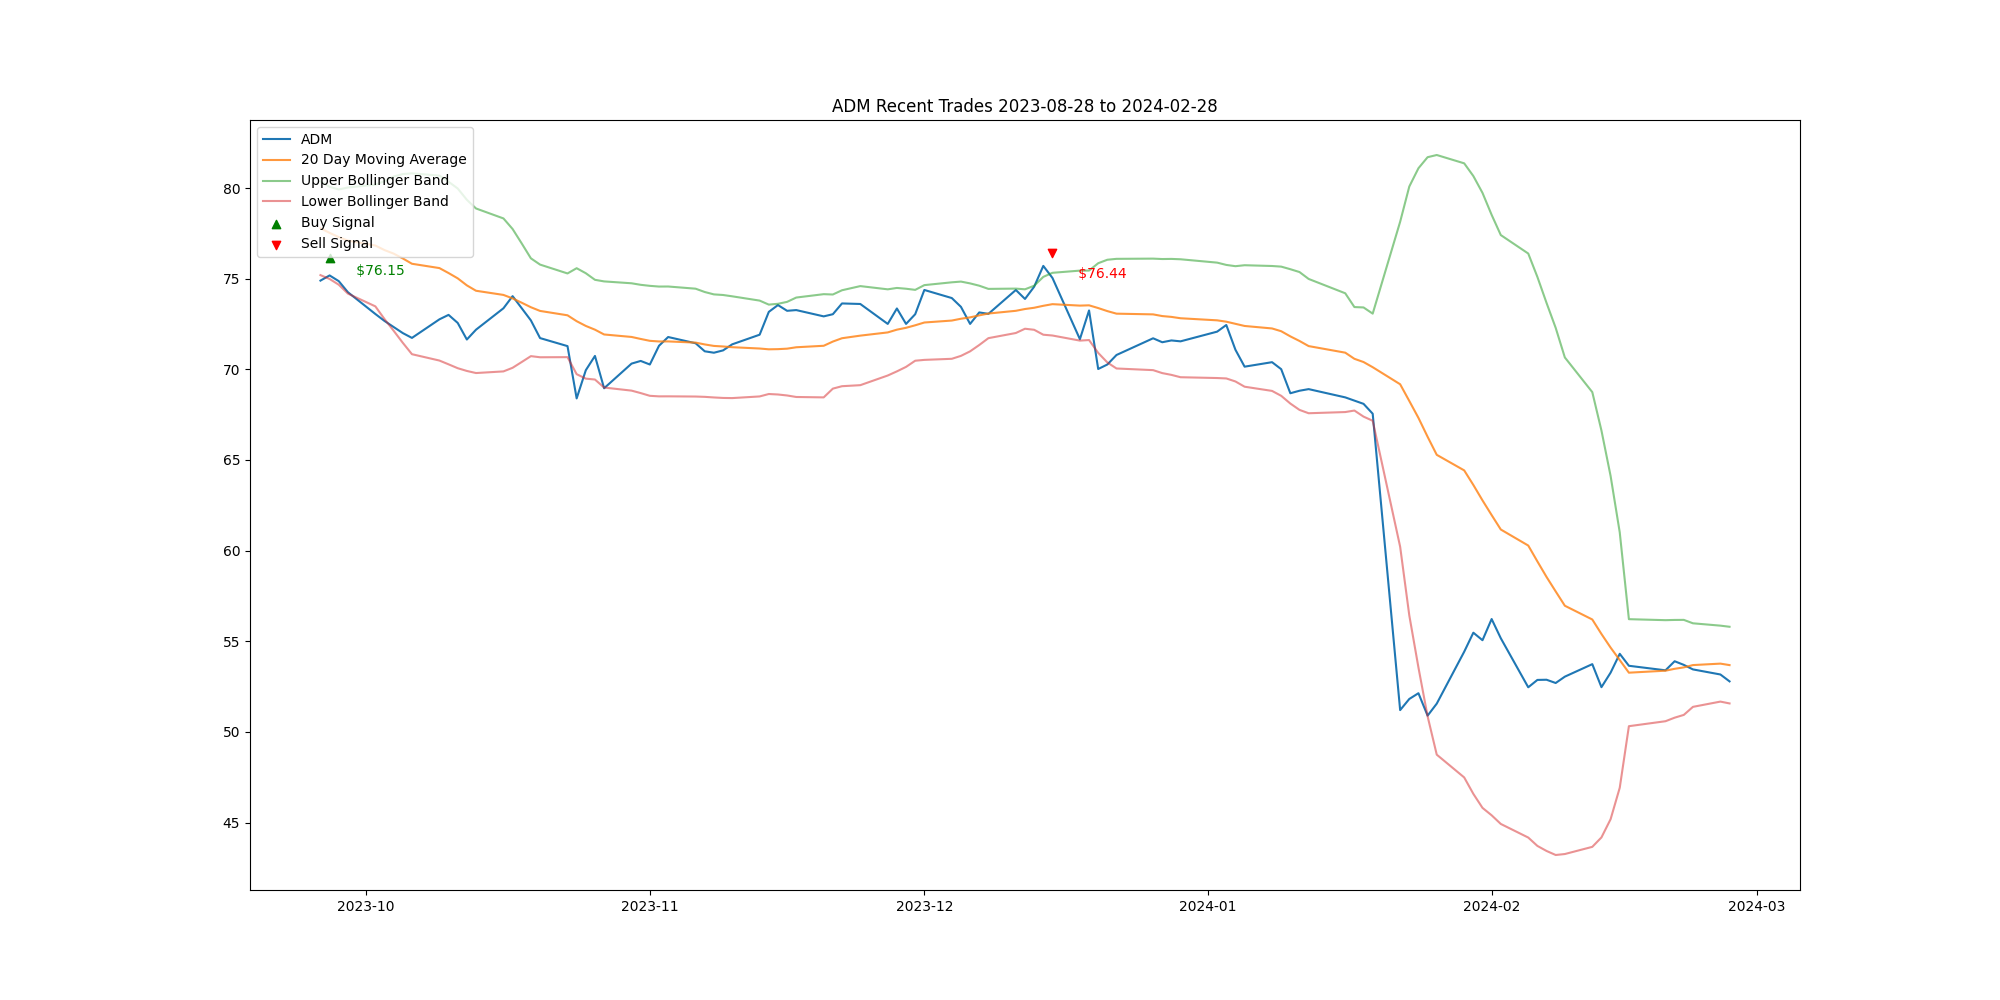 ADM Recent Trades 2023-08-28 to 2024-02-28
ADM
20 Day Moving Average
Upper Bollinger Band
Lower Bollinger Band
Buy Signal
Sell Signal
$76.15
$76.44
80
75
70
65
60
55
50
45
2023-10
2023-11
2023-12
2024-01
2024-02
2024-03